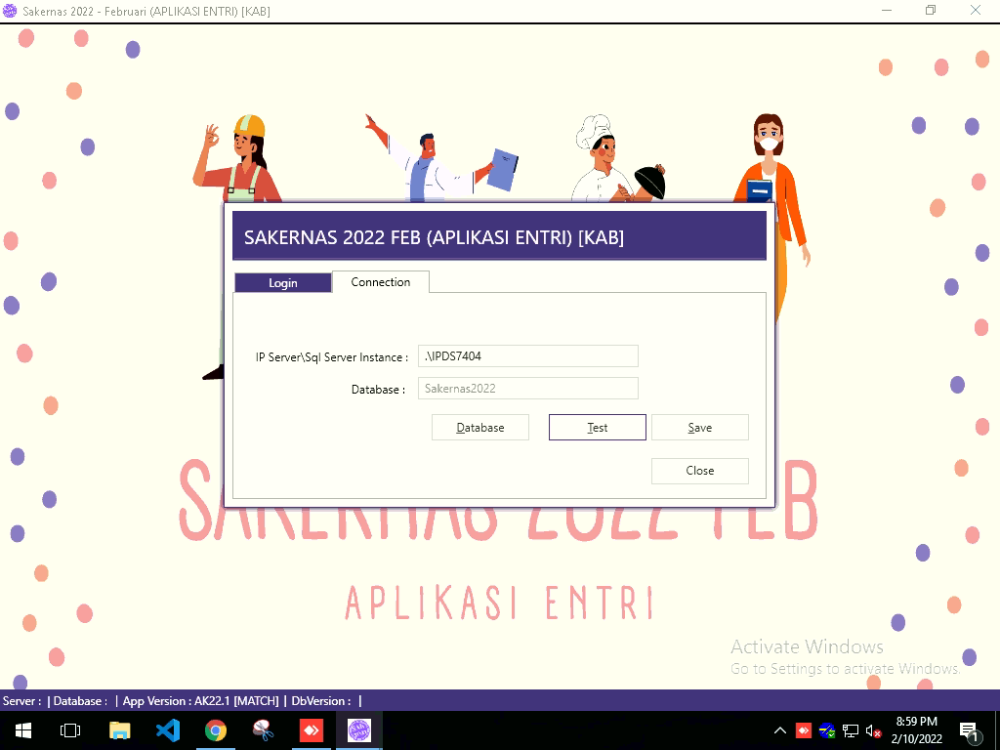 Sakernas 2022 - Februari (APLIKASI ENTRI) [KAB]
SAKERNAS 2022 FEB (APLIKASI ENTRI) [KAB]
Login
Connection
IP Server\Sql Server Instance :
.\IPDS7404
Database :
Sakernas2022
Database
Test
Save
Close
SAKERNAS 2022 FEB
APLIKASI ENTRI
Activate Windows
Go to Settings to activate Windows.
Server : | Database : | App Version : AK22.1 [MATCH] | DbVersion : |
8:59 PM
2/10/2022
1